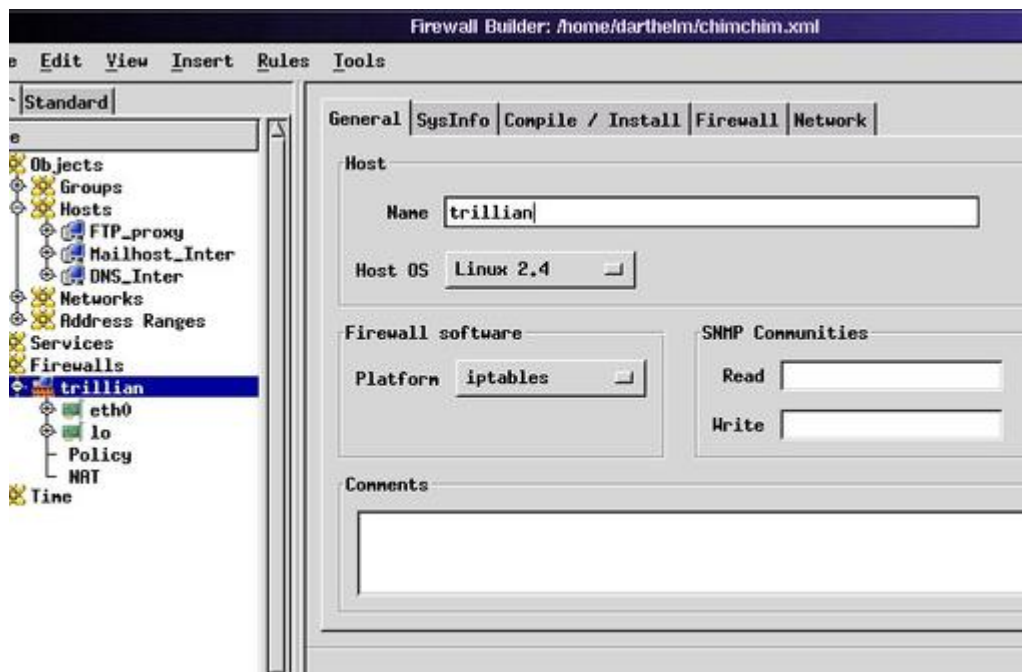 Firewall Builder: /home/darthelm/chimchim.xml
Edit View Insert Rules Tools
Standard
Objects
Groups
Hosts
FTP_proxy
Mailhost_Inter
DNS_Inter
Networks
Address Ranges
Services
Firewalls
trillian
eth0
lo
Policy
NAT
Time
General SysInfo Compile / Install Firewall Network
Host
Name trillian
Host OS Linux 2.4
Firewall software
Platform iptables
SNMP Communities
Read
Write
Comments